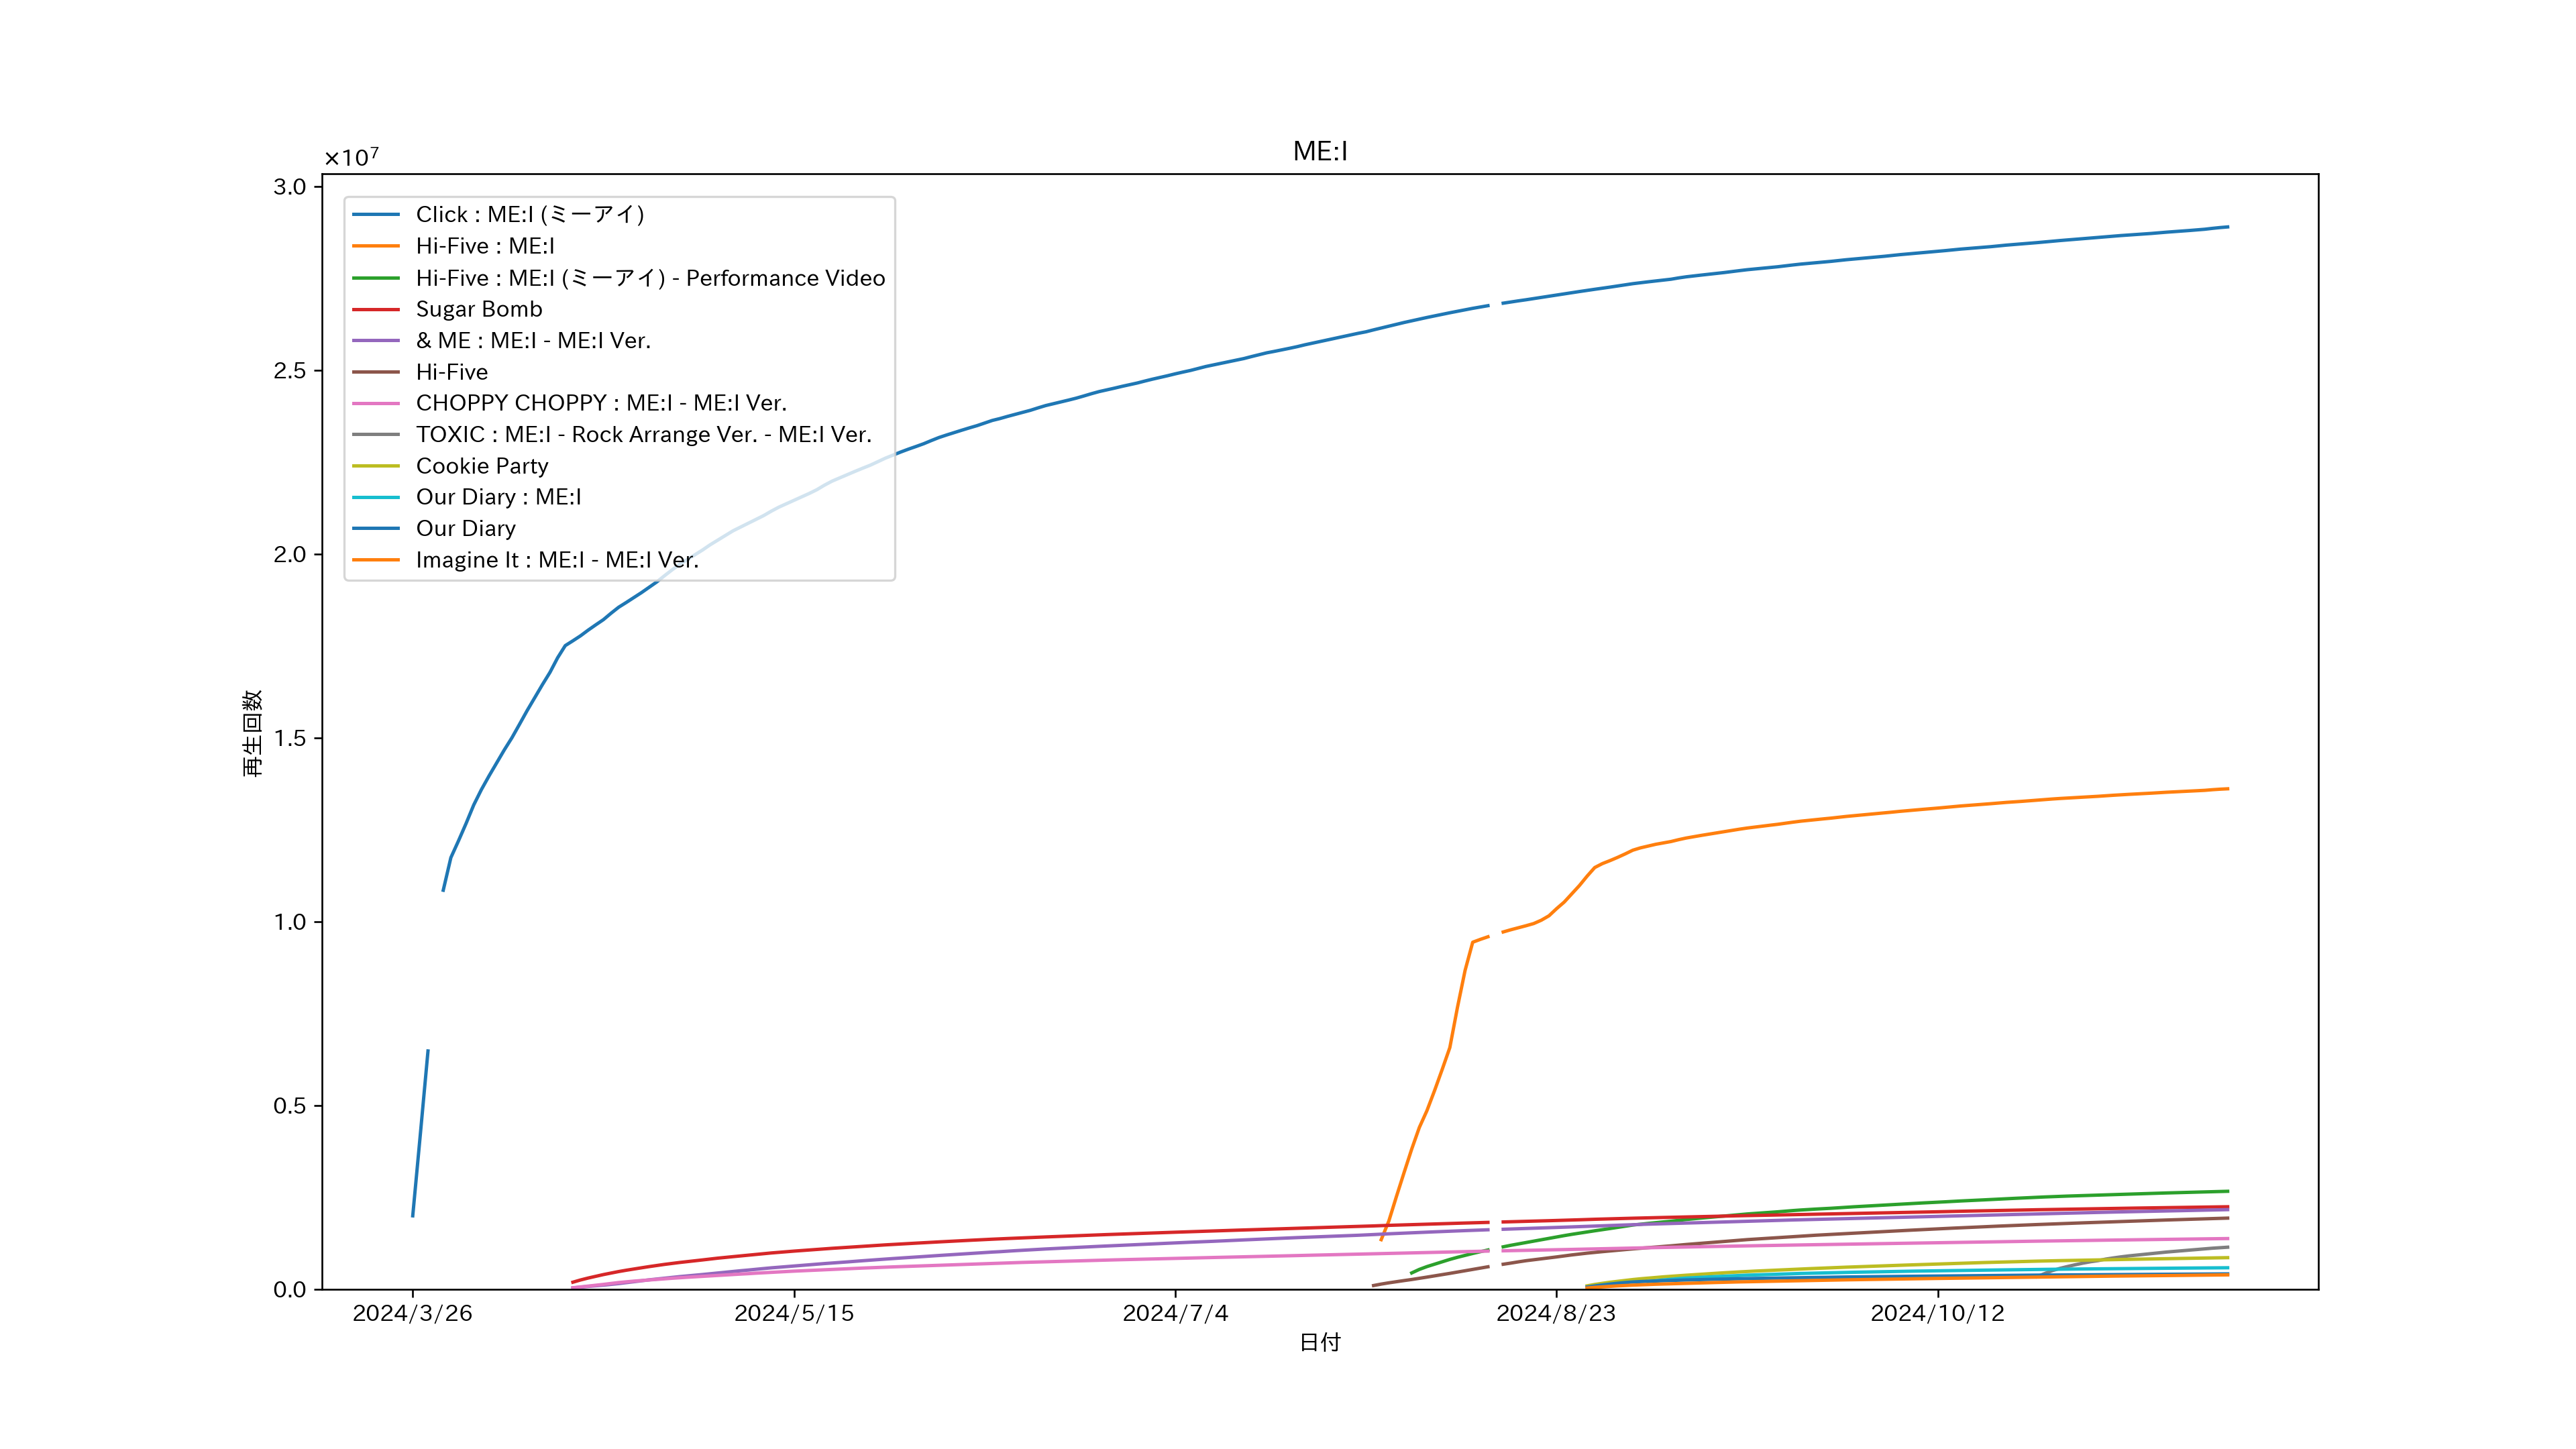 ME:I
×10⁷
3.0
2.5
2.0
1.5
1.0
0.5
0.0
再生回数
Click : ME:I (ミーアイ)
Hi-Five : ME:I
Hi-Five : ME:I (ミーアイ) - Performance Video
Sugar Bomb
& ME : ME:I - ME:I Ver.
Hi-Five
CHOPPY CHOPPY : ME:I - ME:I Ver.
TOXIC : ME:I - Rock Arrange Ver. - ME:I Ver.
Cookie Party
Our Diary : ME:I
Our Diary
Imagine It : ME:I - ME:I Ver.
2024/3/26
2024/5/15
2024/7/4
2024/8/23
2024/10/12
日付